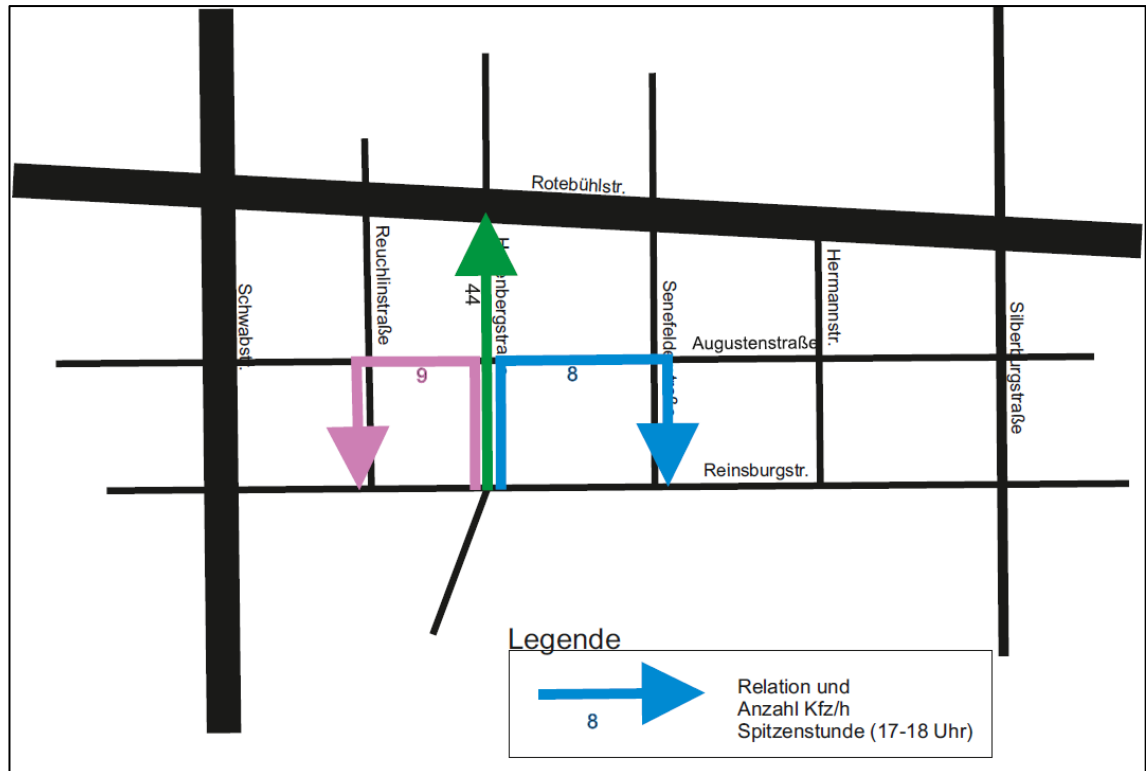 Rotebühlstr.
Reuchlinstraße
44
Schwabstr.
Hermannstr.
Silberburgstraße
Augustenstraße
9
8
Reinsburgstr.
Legende
8
Relation und
Anzahl Kfz/h
Spitzenstunde (17-18 Uhr)